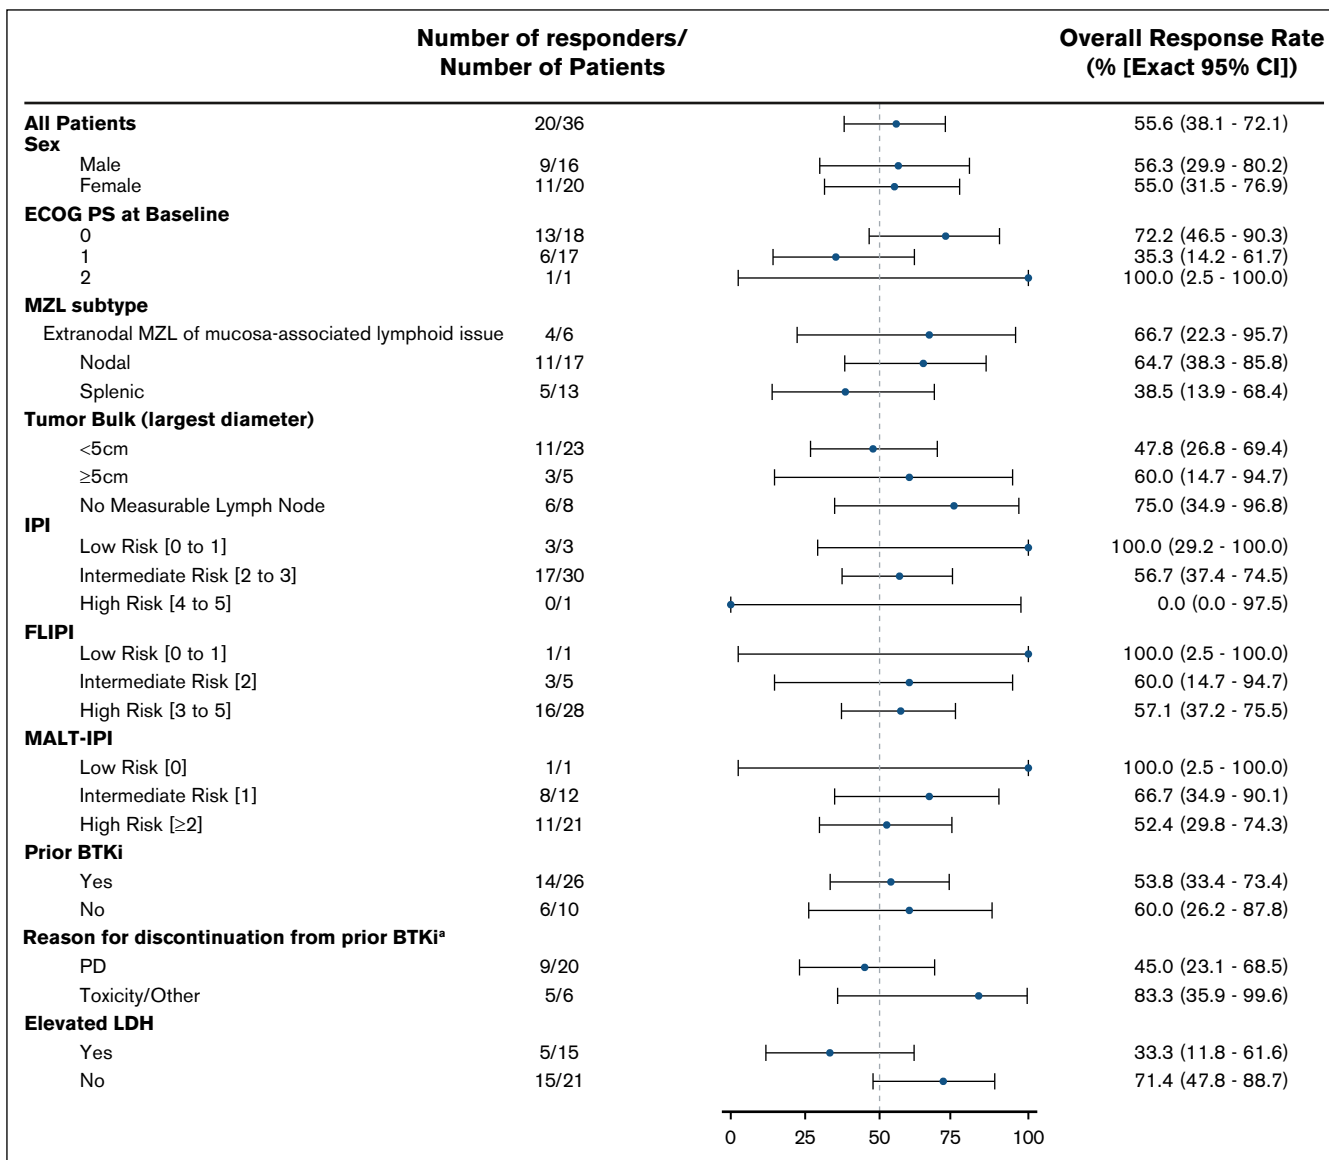 Number of responders/ Overall Response Rate
Number of Patients (% [Exact 95% CI])
All Patients 20/36 55.6 (38.1 - 72.1)
Sex
Male 9/16 56.3 (29.9 - 80.2)
Female 11/20 55.0 (31.5 - 76.9)
ECOG PS at Baseline
0 13/18 72.2 (46.5 - 90.3)
1 6/17 35.3 (14.2 - 61.7)
2 1/1 100.0 (2.5 - 100.0)
MZL subtype
Extranodal MZL of mucosa-associated lymphoid issue 4/6 66.7 (22.3 - 95.7)
Nodal 11/17 64.7 (38.3 - 85.8)
Splenic 5/13 38.5 (13.9 - 68.4)
Tumor Bulk (largest diameter)
<5cm 11/23 47.8 (26.8 - 69.4)
≥5cm 3/5 60.0 (14.7 - 94.7)
No Measurable Lymph Node 6/8 75.0 (34.9 - 96.8)
IPI
Low Risk [0 to 1] 3/3 100.0 (29.2 - 100.0)
Intermediate Risk [2 to 3] 17/30 56.7 (37.4 - 74.5)
High Risk [4 to 5] 0/1 0.0 (0.0 - 97.5)
FLIPI
Low Risk [0 to 1] 1/1 100.0 (2.5 - 100.0)
Intermediate Risk [2] 3/5 60.0 (14.7 - 94.7)
High Risk [3 to 5] 16/28 57.1 (37.2 - 75.5)
MALT-IPI
Low Risk [0] 1/1 100.0 (2.5 - 100.0)
Intermediate Risk [1] 8/12 66.7 (34.9 - 90.1)
High Risk [≥2] 11/21 52.4 (29.8 - 74.3)
Prior BTKi
Yes 14/26 53.8 (33.4 - 73.4)
No 6/10 60.0 (26.2 - 87.8)
Reason for discontinuation from prior BTKiª
PD 9/20 45.0 (23.1 - 68.5)
Toxicity/Other 5/6 83.3 (35.9 - 99.6)
Elevated LDH
Yes 5/15 33.3 (11.8 - 61.6)
No 15/21 71.4 (47.8 - 88.7)
0 25 50 75 100